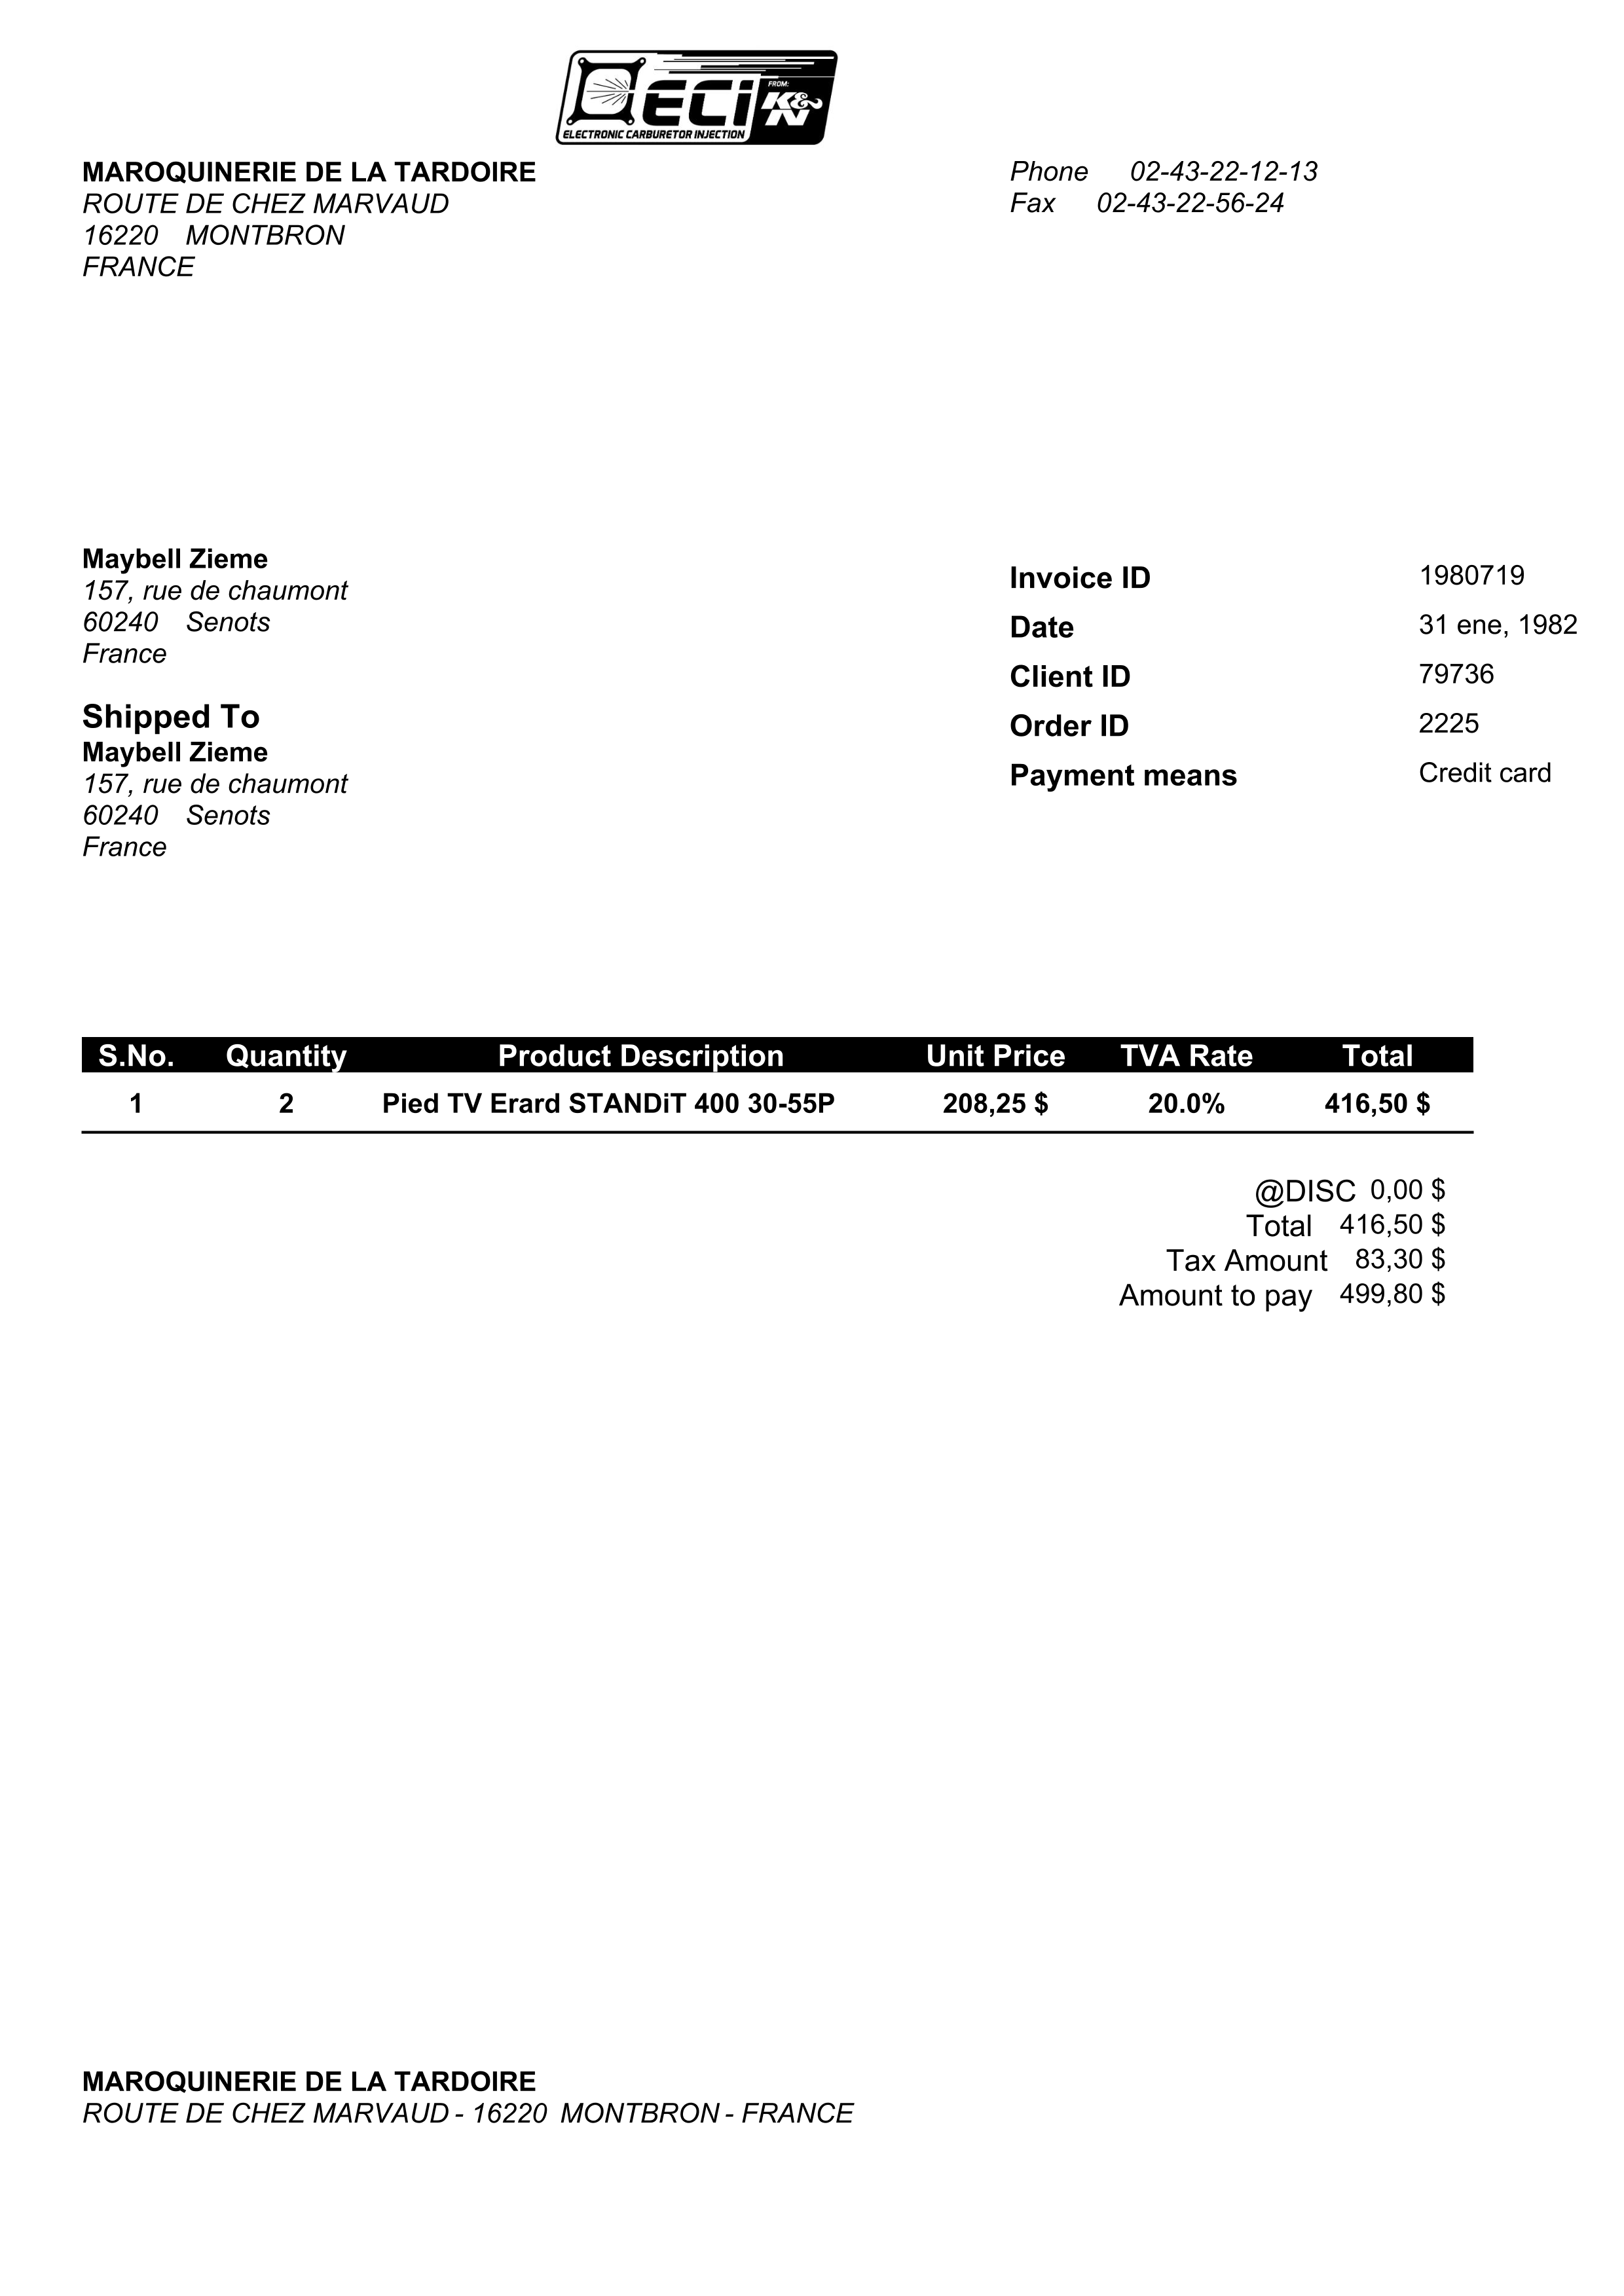 ECi
FROM:
K&N
ELECTRONIC CARBURETOR INJECTION
MAROQUINERIE DE LA TARDOIRE
ROUTE DE CHEZ MARVAUD
16220 MONTBRON
FRANCE
Phone 02-43-22-12-13
Fax 02-43-22-56-24
Maybell Zieme
157, rue de chaumont
60240 Senots
France
Shipped To
Maybell Zieme
157, rue de chaumont
60240 Senots
France
Invoice ID 1980719
Date 31 ene, 1982
Client ID 79736
Order ID 2225
Payment means Credit card
S.No. Quantity Product Description Unit Price TVA Rate Total
1 2 Pied TV Erard STANDiT 400 30-55P 208,25 $ 20.0% 416,50 $
@DISC 0,00 $
Total 416,50 $
Tax Amount 83,30 $
Amount to pay 499,80 $
MAROQUINERIE DE LA TARDOIRE
ROUTE DE CHEZ MARVAUD - 16220 MONTBRON - FRANCE